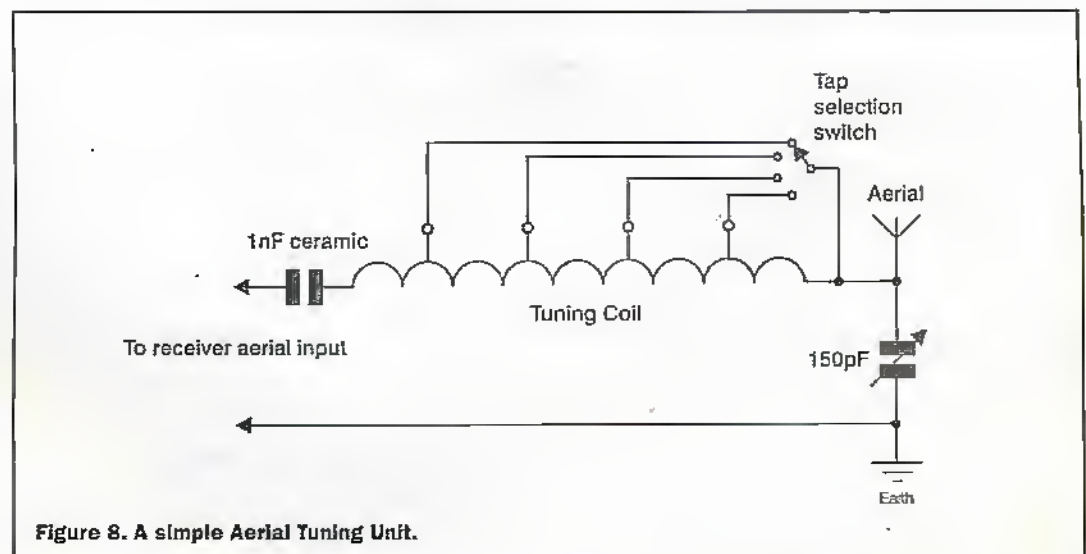 Tap
selection
switch
Aerial
1nF ceramic
Tuning Coil
To receiver aerial input
150pF
Earth
Figure 8. A simple Aerial Tuning Unit.